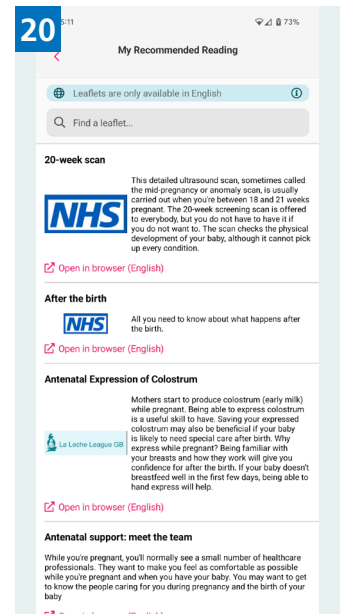 20
5:11
73%
My Recommended Reading
Leaflets are only available in English
Find a leaflet...
20-week scan
This detailed ultrasound scan, sometimes called
the mid-pregnancy or anomaly scan, is usually
carried out when you're between 18 and 21 weeks
pregnant. The 20-week screening scan is offered
to everybody, but you do not have to have it if
you do not want to. The scan checks the physical
development of your baby, although it cannot pick
up every condition.
NHS
Open in browser (English)
After the birth
NHS
All you need to know about what happens after
the birth.
Open in browser (English)
Antenatal Expression of Colostrum
Mothers start to produce colostrum (early milk)
while pregnant. Being able to express colostrum
is a useful skill to have. Saving your expressed
colostrum may also be beneficial if your baby
is likely to need special care after birth. Why
express while pregnant? Being familiar with
your breasts and how they work will give you
confidence for after the birth. If your baby doesn't
breastfeed well in the first few days, being able to
hand express will help.
La Leche League GB
Open in browser (English)
Antenatal support: meet the team
While you're pregnant, you'll normally see a small number of healthcare
professionals. They want to make you feel as comfortable as possible
while you're pregnant and when you have your baby. You may want to get
to know the people caring for you during pregnancy and the birth of your
baby